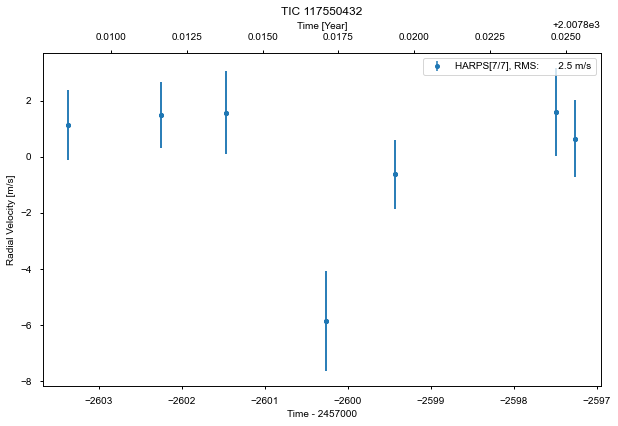 TIC 117550432
Time [Year]
+2.0078e3
0.0100 0.0125 0.0150 0.0175 0.0200 0.0225 0.0250
HARPS[7/7], RMS: 2.5 m/s
Radial Velocity [m/s]
2
0
−2
−4
−6
−8
−2603 −2602 −2601 −2600 −2599 −2598 −2597
Time - 2457000